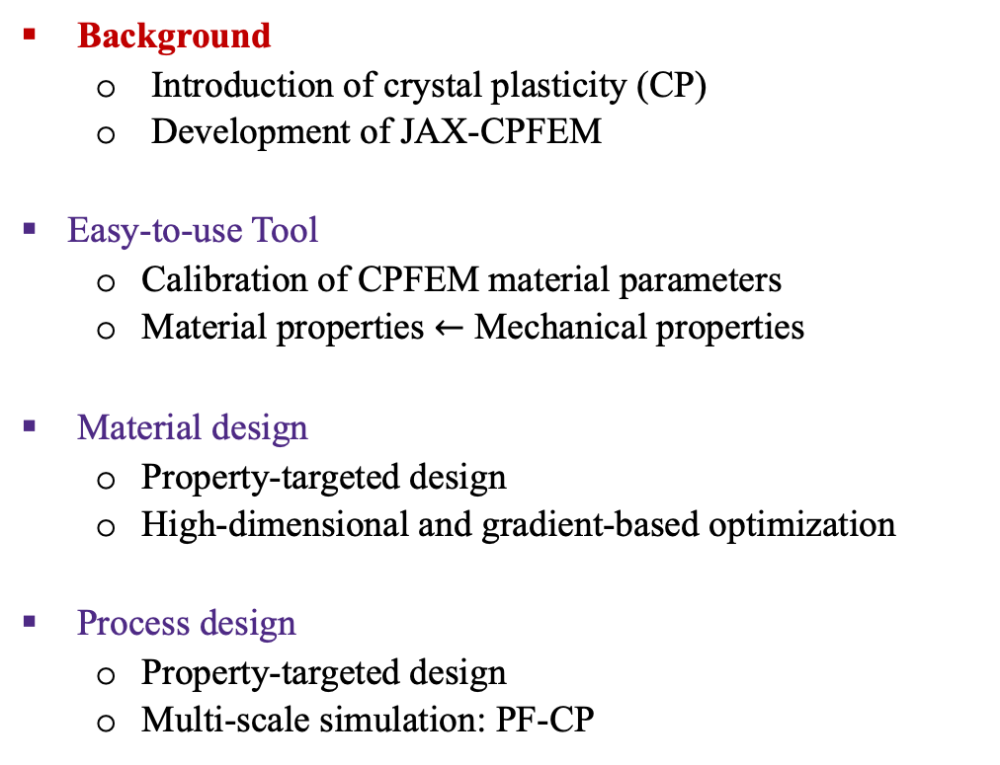 ▪ Background
o Introduction of crystal plasticity (CP)
o Development of JAX-CPFEM
▪ Easy-to-use Tool
o Calibration of CPFEM material parameters
o Material properties ← Mechanical properties
▪ Material design
o Property-targeted design
o High-dimensional and gradient-based optimization
▪ Process design
o Property-targeted design
o Multi-scale simulation: PF-CP